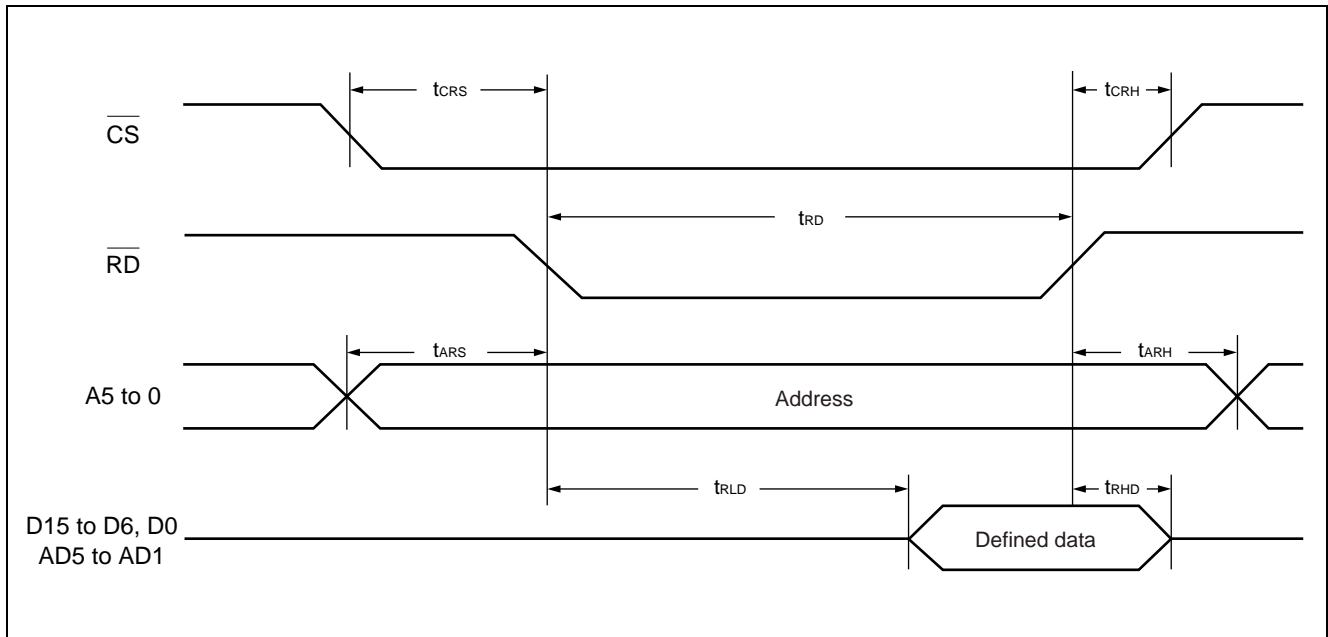 tCRS
tCRH
CS
tRD
RD
tARS
tARH
A5 to 0
Address
tRLD
tRHD
D15 to D6, D0
AD5 to AD1
Defined data